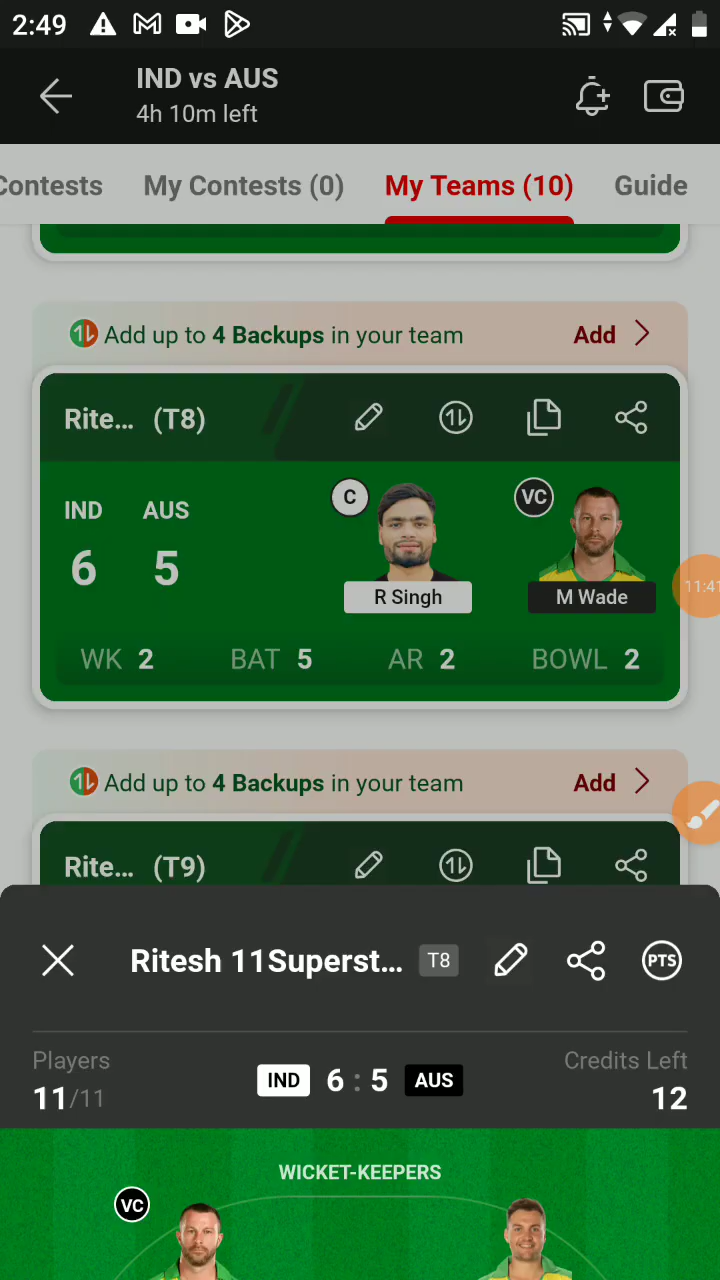 2:49
IND vs AUS
4h 10m left
Contests My Contests (0) My Teams (10) Guide
Add up to 4 Backups in your team Add
Rite... (T8)
IND AUS C VC
6 5
R Singh M Wade
11:41
WK 2 BAT 5 AR 2 BOWL 2
Add up to 4 Backups in your team Add
Rite... (T9)
Ritesh 11Superst... T8 PTS
Players Credits Left
11/11 IND 6 : 5 AUS 12
WICKET-KEEPERS
VC